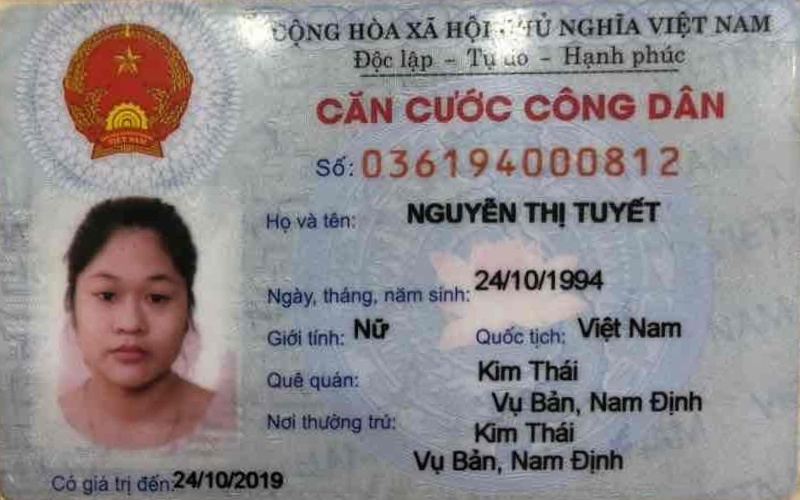 CỘNG HÒA XÃ HỘI CHỦ NGHĨA VIỆT NAM
Độc lập - Tự do - Hạnh phúc
CĂN CƯỚC CÔNG DÂN
Số: 036194000812
Họ và tên: NGUYỄN THỊ TUYẾT
Ngày, tháng, năm sinh: 24/10/1994
Giới tính: Nữ Quốc tịch: Việt Nam
Quê quán: Kim Thái
Vụ Bản, Nam Định
Nơi thường trú: Kim Thái
Vụ Bản, Nam Định
Có giá trị đến: 24/10/2019
VIỆT NAM